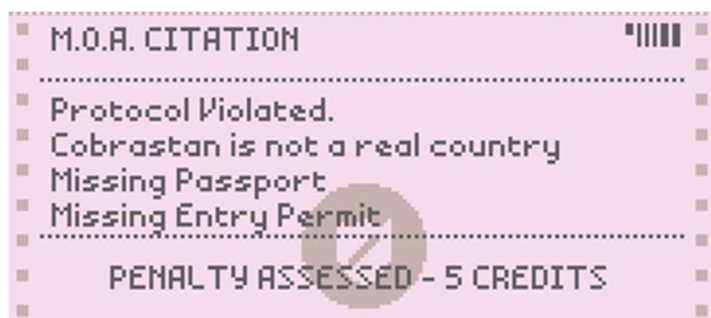 M.O.A. CITATION
Protocol Violated.
Cobrastan is not a real country
Missing Passport
Missing Entry Permit
PENALTY ASSESSED - 5 CREDITS